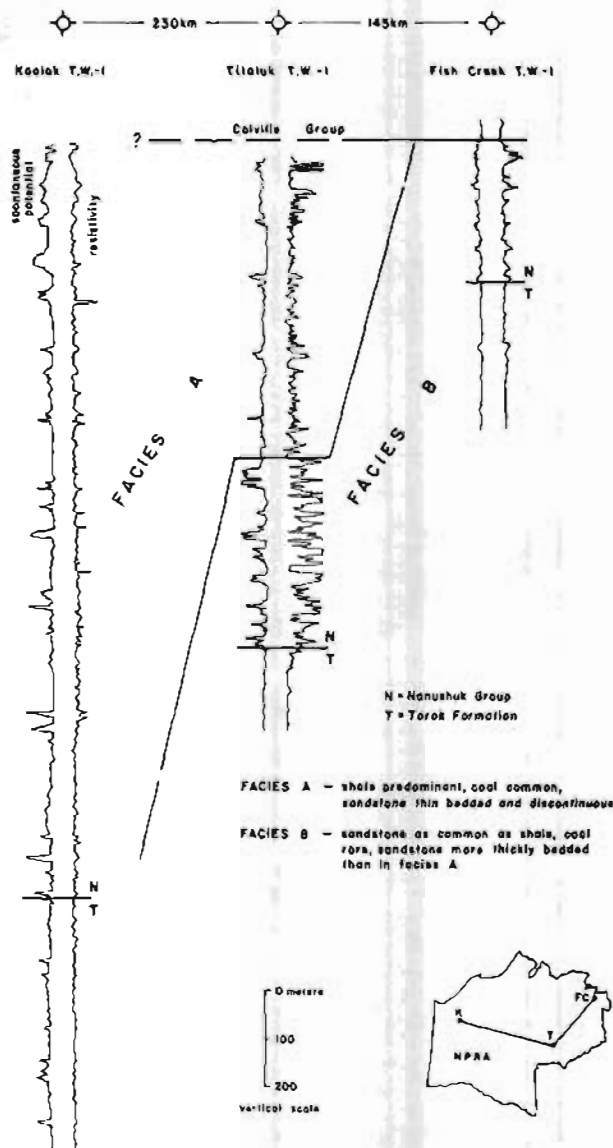 230km 145km
Kaolak T.W.-1 Titaluk T.W.-1 Fish Creek T.W.-1
? Colville Group
spontaneous potential
resistivity
N
T
FACIES A
FACIES B
N
T
N = Nanushuk Group
T = Torok Formation
FACIES A – shale predominant, coal common,
sandstone thin bedded and discontinuous
FACIES B – sandstone as common as shale, coal
rare, sandstone more thickly bedded
than in facies A
N
T
0 meters
100
200
vertical scale
FC
K
T
NPRA